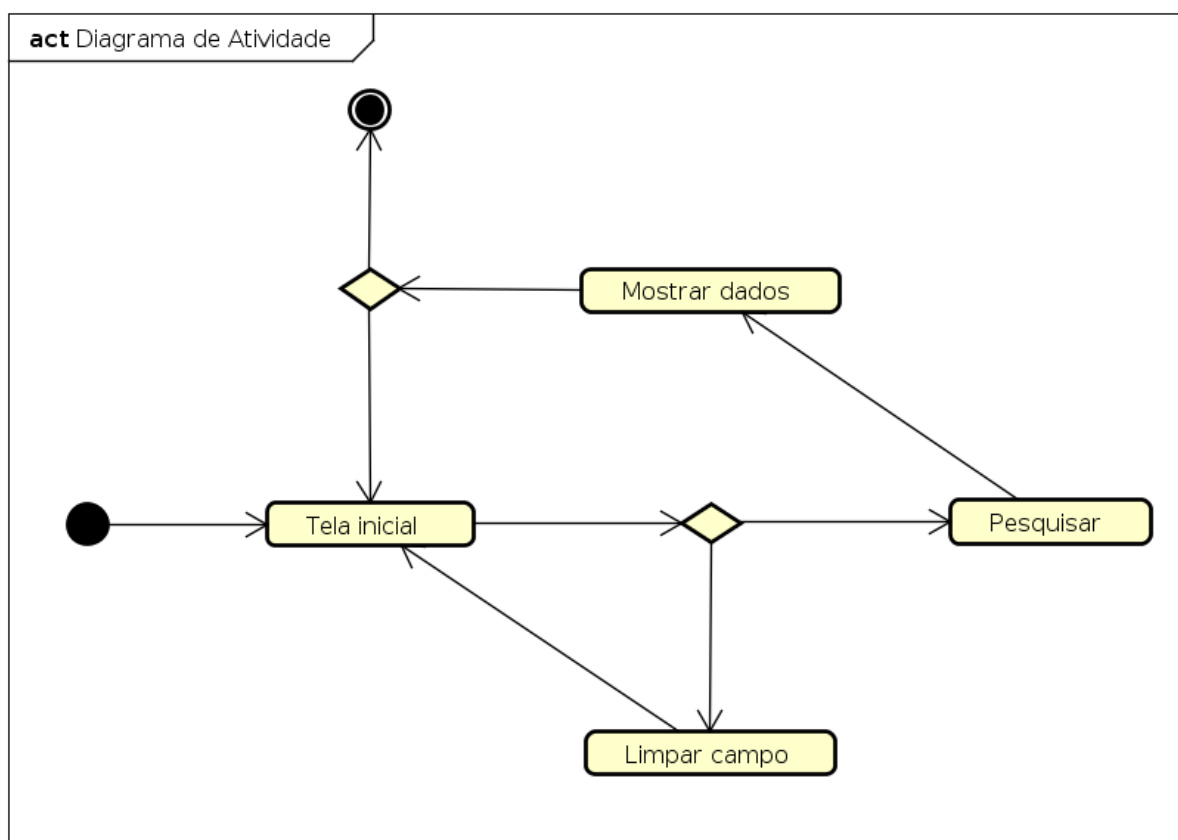 act Diagrama de Atividade
Mostrar dados
Tela inicial
Pesquisar
Limpar campo